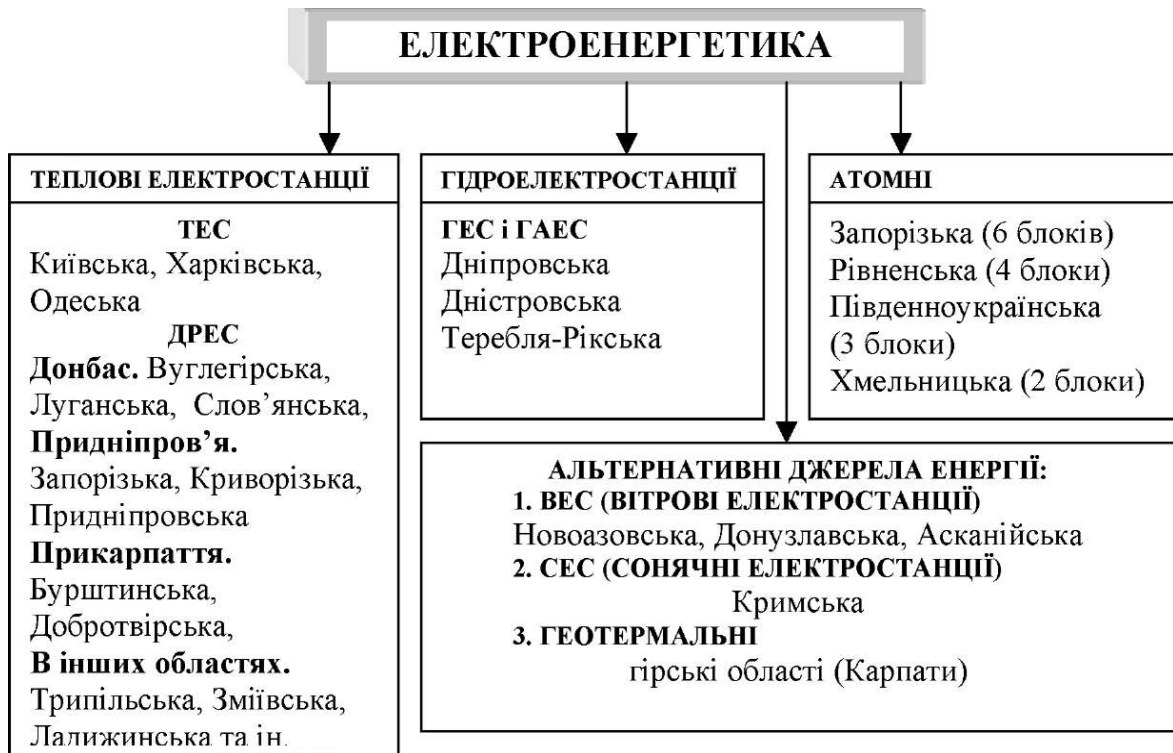 ЕЛЕКТРОЕНЕРГЕТИКА
ТЕПЛОВІ ЕЛЕКТРОСТАНЦІЇ
ТЕС
Київська, Харківська,
Одеська
ДРЕС
Донбас. Вуглегірська,
Луганська, Слов’янська,
Придніпров’я.
Запорізька, Криворізька,
Придніпровська
Прикарпаття.
Бурштинська,
Добротвірська,
В інших областях.
Трипільська, Зміївська,
Ладижинська та ін.
ГІДРОЕЛЕКТРОСТАНЦІЇ
ГЕС і ГАЕС
Дніпровська
Дністровська
Теребля-Рікська
АТОМНІ
Запорізька (6 блоків)
Рівненська (4 блоки)
Південноукраїнська
(3 блоки)
Хмельницька (2 блоки)
АЛЬТЕРНАТИВНІ ДЖЕРЕЛА ЕНЕРГІЇ:
1. ВЕС (ВІТРОВІ ЕЛЕКТРОСТАНЦІЇ)
Новоазовська, Донузлавська, Асканійська
2. СЕС (СОНЯЧНІ ЕЛЕКТРОСТАНЦІЇ)
Кримська
3. ГЕОТЕРМАЛЬНІ
гірські області (Карпати)